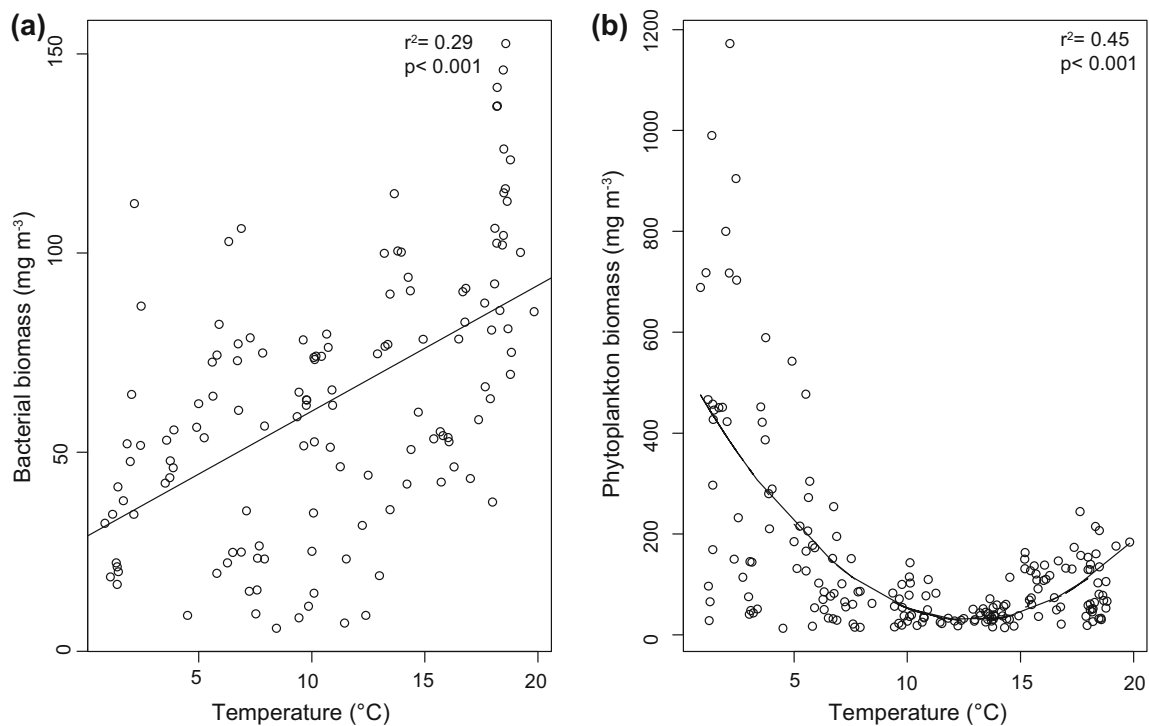 (a)
r²= 0.29
p< 0.001
Bacterial biomass (mg m⁻³)
150
100
50
0
5 10 15 20
Temperature (°C)
(b)
r²= 0.45
p< 0.001
Phytoplankton biomass (mg m⁻³)
1200
1000
800
600
400
200
0
5 10 15 20
Temperature (°C)